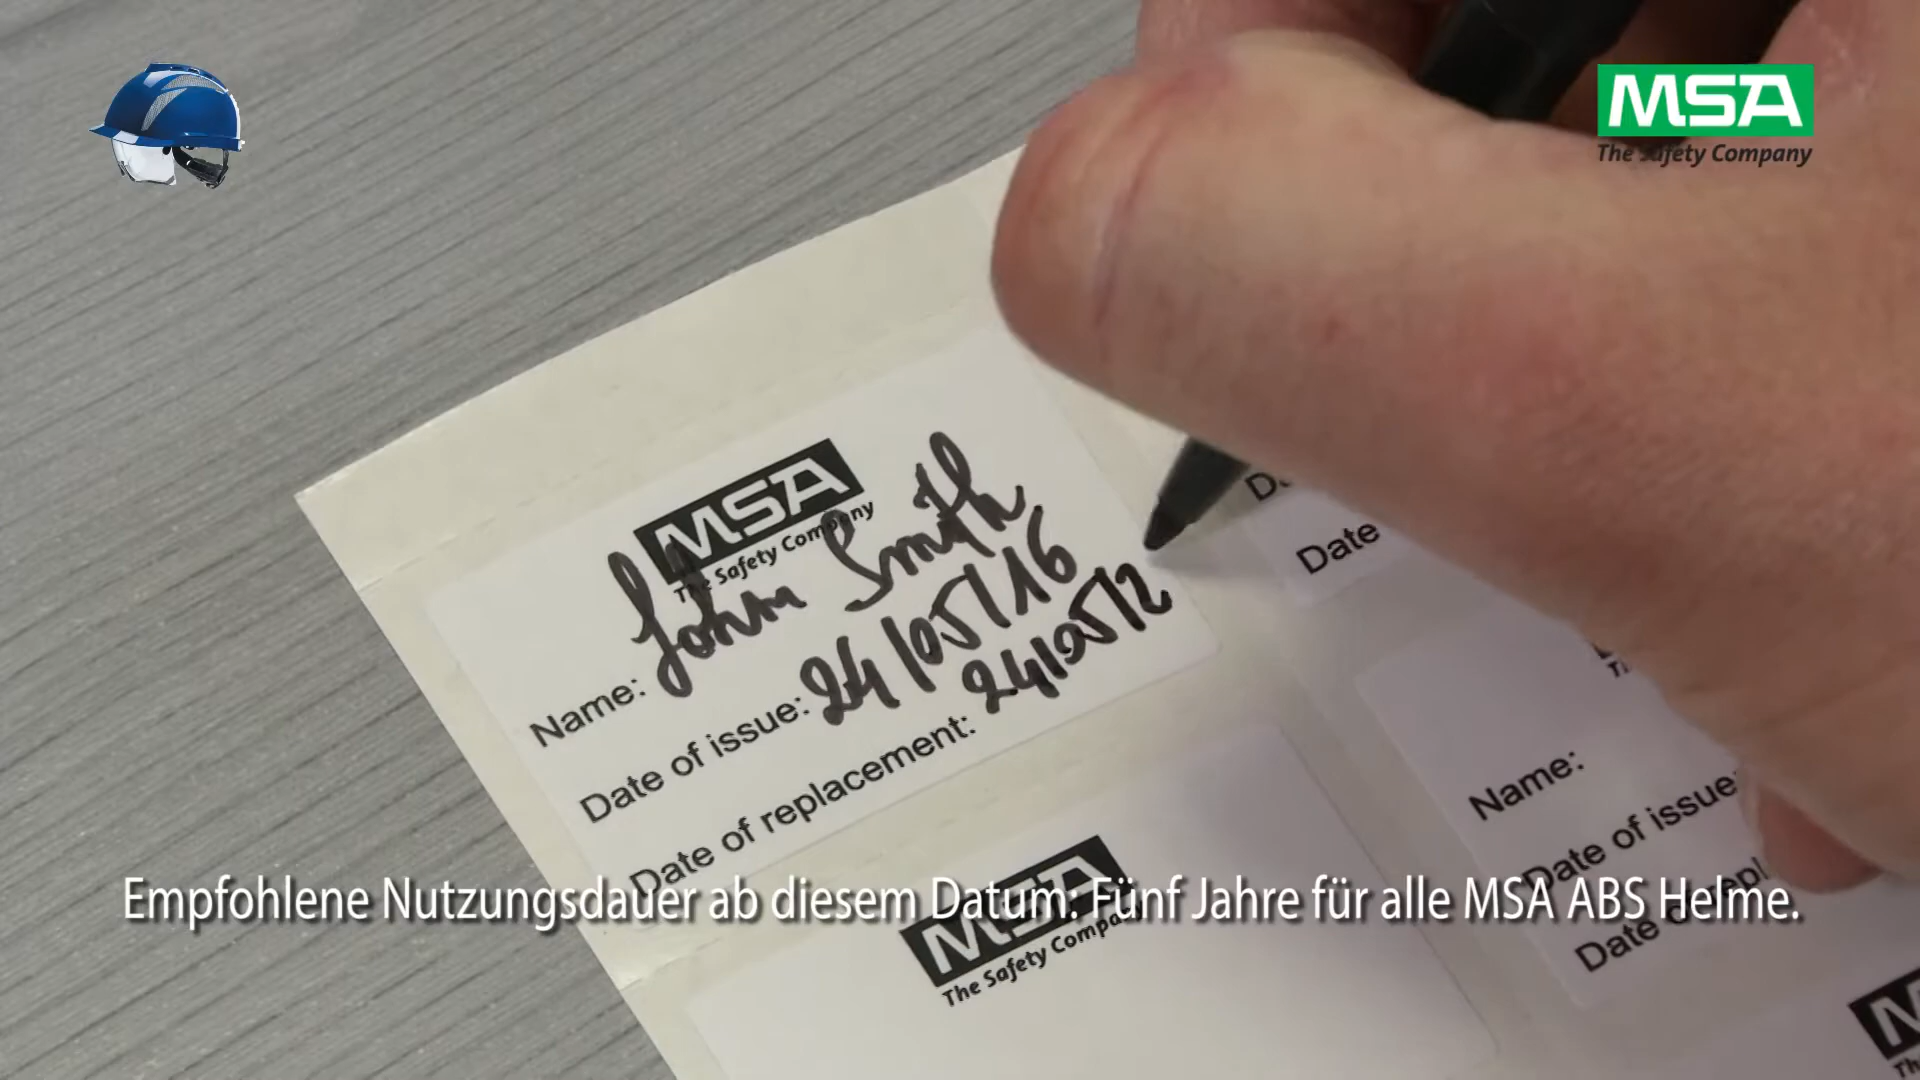 MSA
The Safety Company
MSA
The Safety Company
Name: John Smith
Date of issue: 24/05/16
Date of replacement: 24/05/2
Date
Name:
Date of issue:
MSA
The Safety Company
Empfohlene Nutzungsdauer ab diesem Datum: Fünf Jahre für alle MSA ABS Helme.